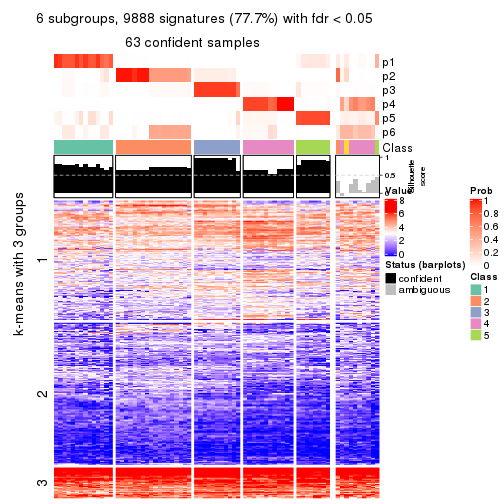 6 subgroups, 9888 signatures (77.7%) with fdr < 0.05
63 confident samples
p1
p2
p3
p4
p5
p6
Class
1
0.5
0
Silhouette
score
k-means with 3 groups
1
2
3
Value
8
6
4
2
0
Status (barplots)
confident
ambiguous
Prob
1
0.8
0.6
0.4
0.2
0
Class
1
2
3
4
5